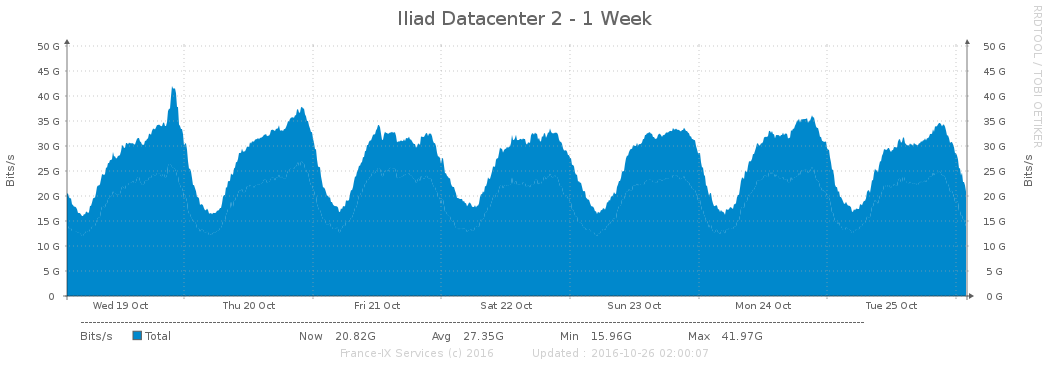 Iliad Datacenter 2 - 1 Week
RRDTOOL / TOBI OETIKER
Bits/s
50 G 50 G
45 G 45 G
40 G 40 G
35 G 35 G
30 G 30 G
25 G 25 G
20 G 20 G
15 G 15 G
10 G 10 G
5 G 5 G
0 0 G
Bits/s
Wed 19 Oct Thu 20 Oct Fri 21 Oct Sat 22 Oct Sun 23 Oct Mon 24 Oct Tue 25 Oct
Bits/s Total Now 20.82G Avg 27.35G Min 15.96G Max 41.97G
France-IX Services (c) 2016 Updated : 2016-10-26 02:00:07